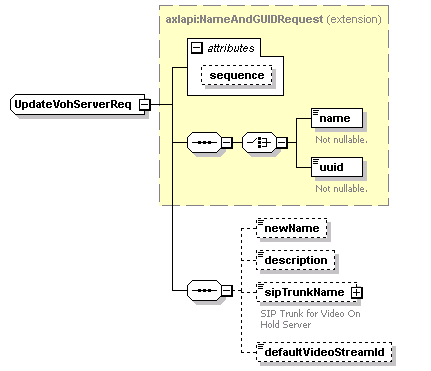 axlapi:NameAndGUIDRequest (extension)
attributes
sequence
UpdateVohServerReq
name
Not nullable.
uuid
Not nullable.
newName
description
sipTrunkName
SIP Trunk for Video On
Hold Server
defaultVideoStreamId